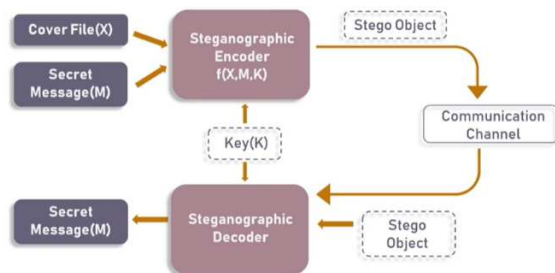 Cover File(X)
Secret
Message(M)
Steganographic
Encoder
f(X,M,K)
Stego Object
Communication
Channel
Key(K)
Secret
Message(M)
Steganographic
Decoder
Stego
Object